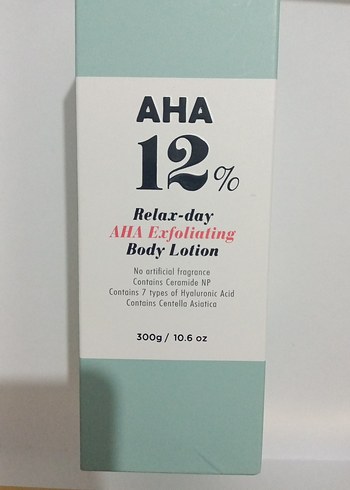 AHA
12%
Relax-day
AHA Exfoliating
Body Lotion
No artificial fragrance
Contains Ceramide NP
Contains 7 types of Hyaluronic Acid
Contains Centella Asiatica
300g / 10.6 oz